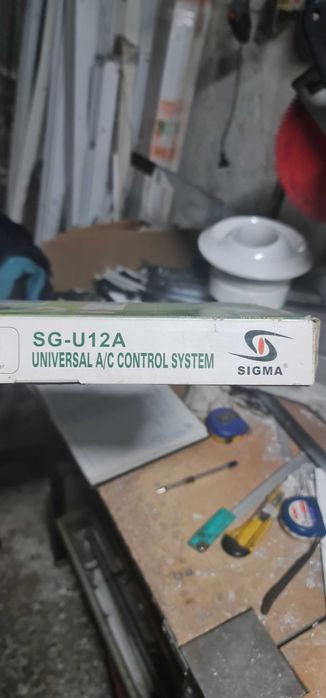 SG-U12A
UNIVERSAL A/C CONTROL SYSTEM
SIGMA®